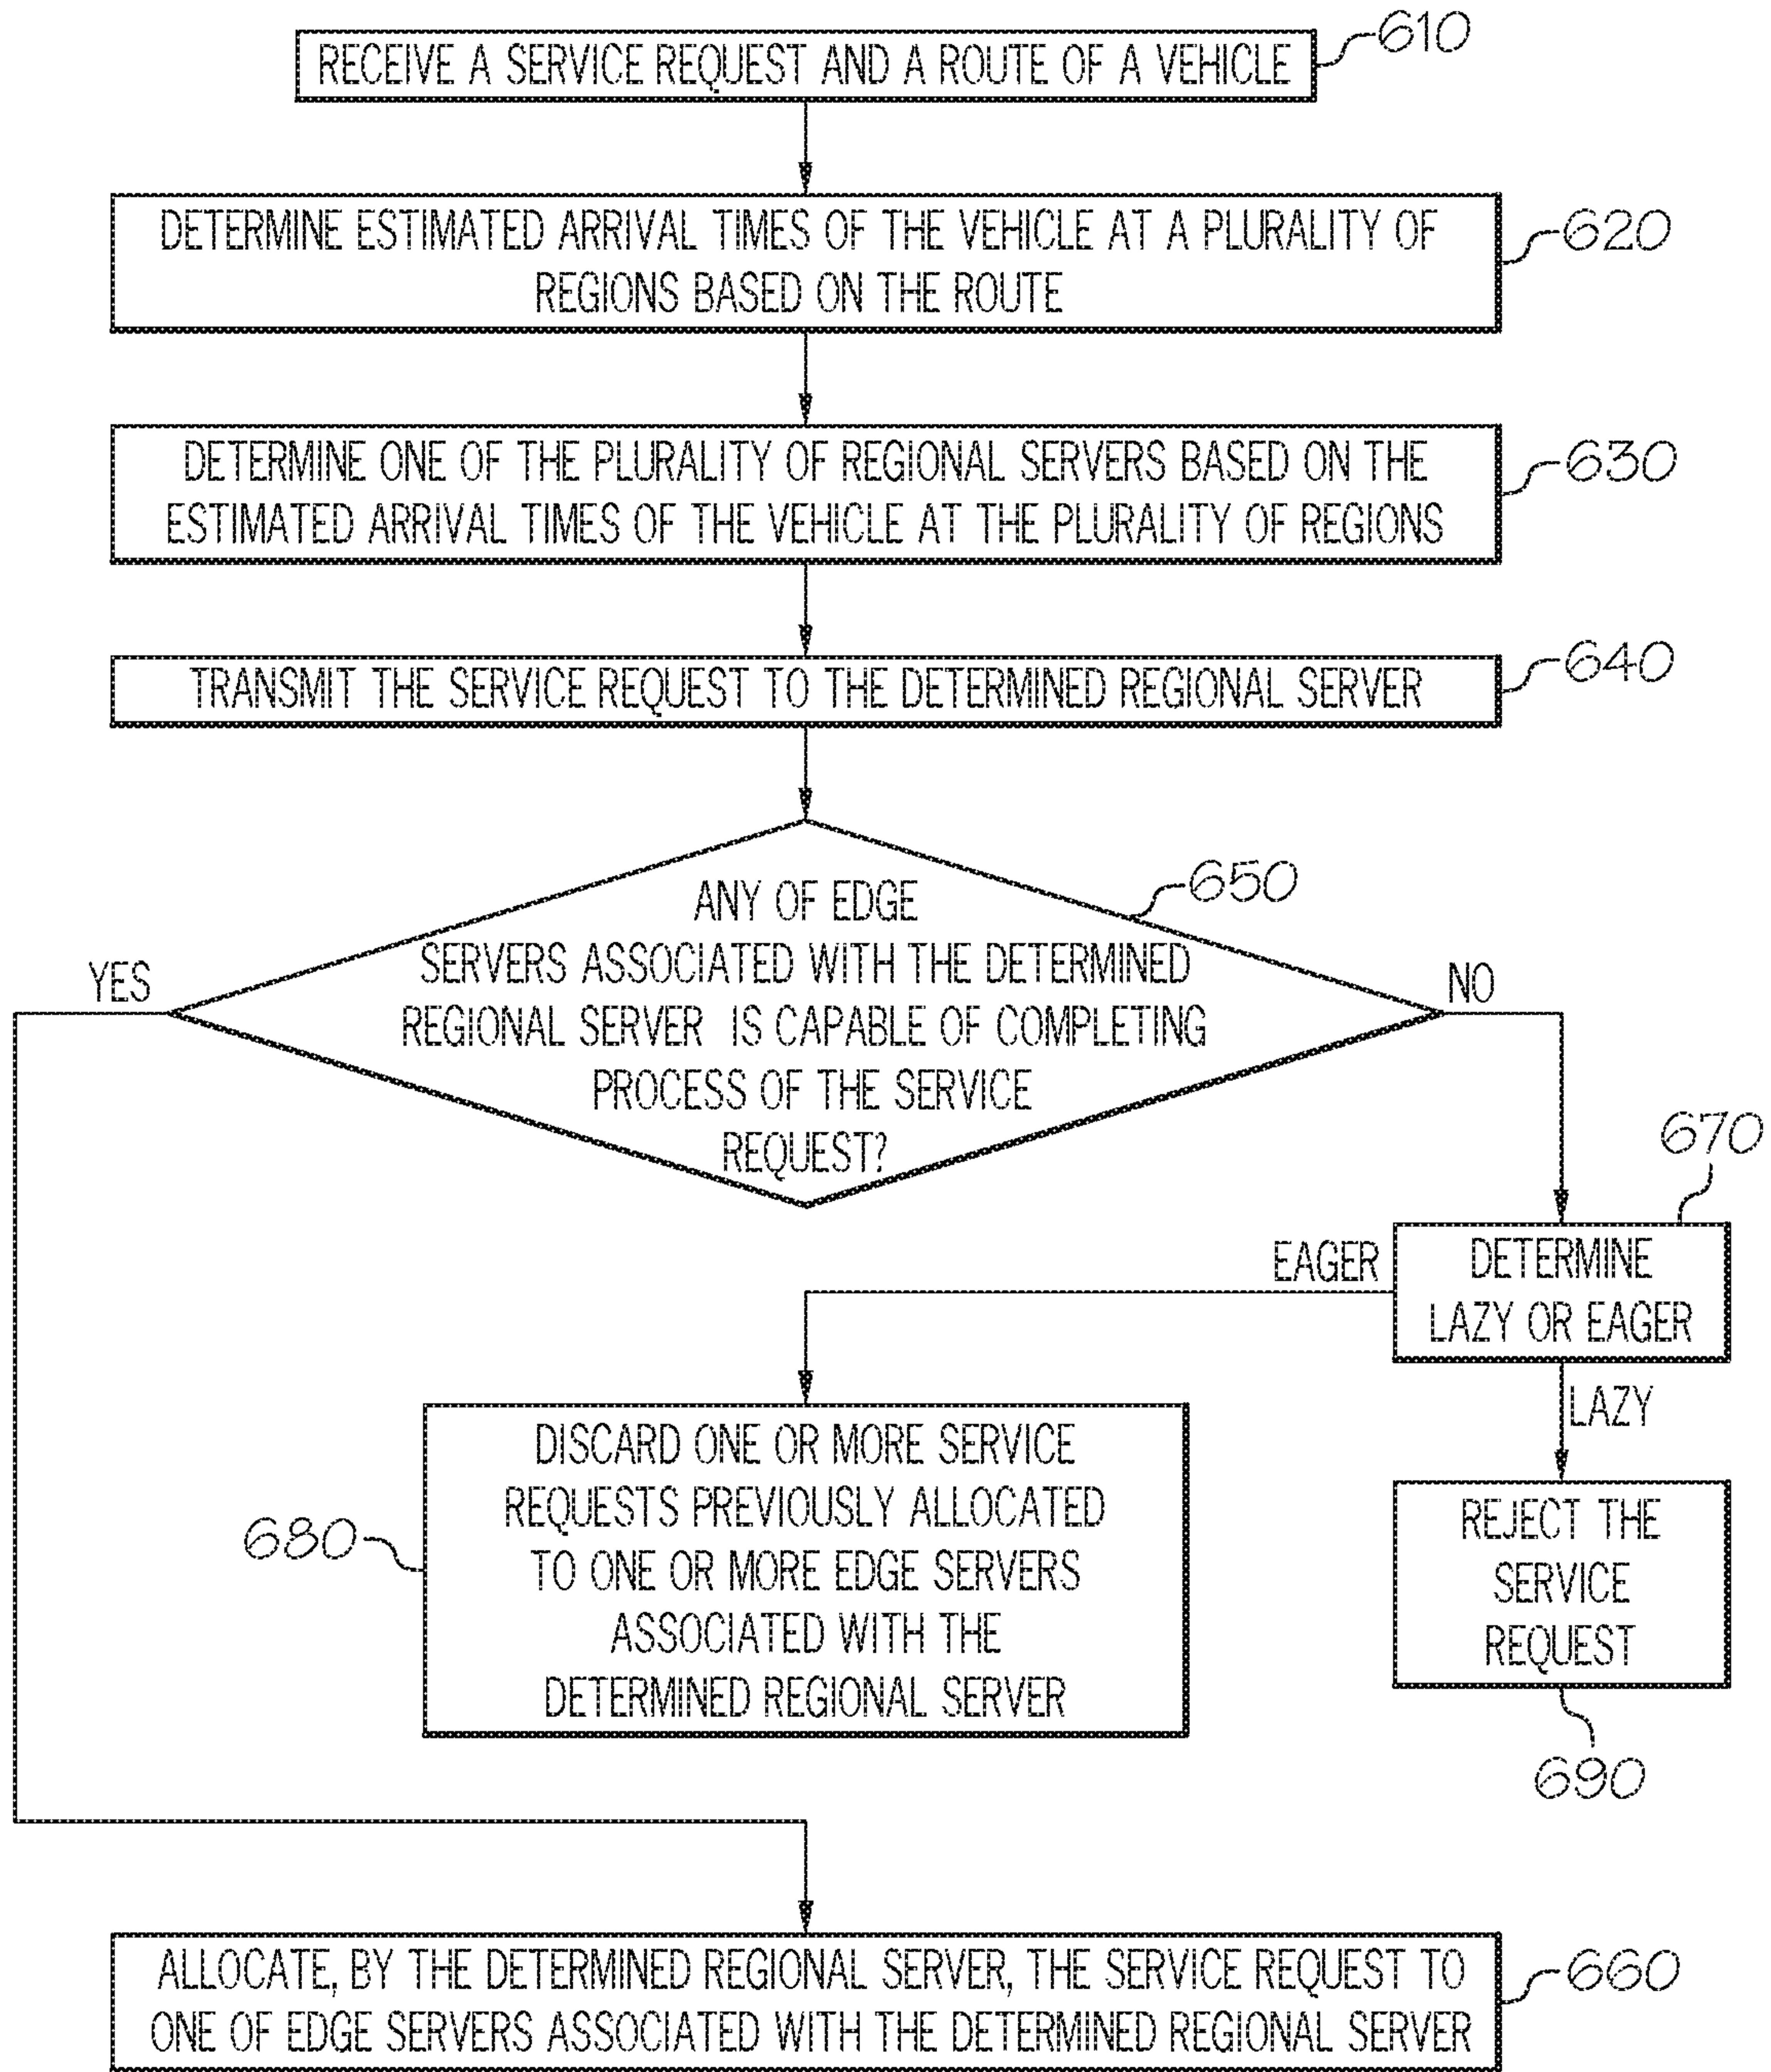 RECEIVE A SERVICE REQUEST AND A ROUTE OF A VEHICLE
610
DETERMINE ESTIMATED ARRIVAL TIMES OF THE VEHICLE AT A PLURALITY OF
REGIONS BASED ON THE ROUTE
620
DETERMINE ONE OF THE PLURALITY OF REGIONAL SERVERS BASED ON THE
ESTIMATED ARRIVAL TIMES OF THE VEHICLE AT THE PLURALITY OF REGIONS
630
TRANSMIT THE SERVICE REQUEST TO THE DETERMINED REGIONAL SERVER
640
ANY OF EDGE
SERVERS ASSOCIATED WITH THE DETERMINED
REGIONAL SERVER IS CAPABLE OF COMPLETING
PROCESS OF THE SERVICE
REQUEST?
650
YES
NO
670
DETERMINE
LAZY OR EAGER
EAGER
LAZY
DISCARD ONE OR MORE SERVICE
REQUESTS PREVIOUSLY ALLOCATED
TO ONE OR MORE EDGE SERVERS
ASSOCIATED WITH THE
DETERMINED REGIONAL SERVER
680
REJECT THE
SERVICE
REQUEST
690
ALLOCATE, BY THE DETERMINED REGIONAL SERVER, THE SERVICE REQUEST TO
ONE OF EDGE SERVERS ASSOCIATED WITH THE DETERMINED REGIONAL SERVER
660